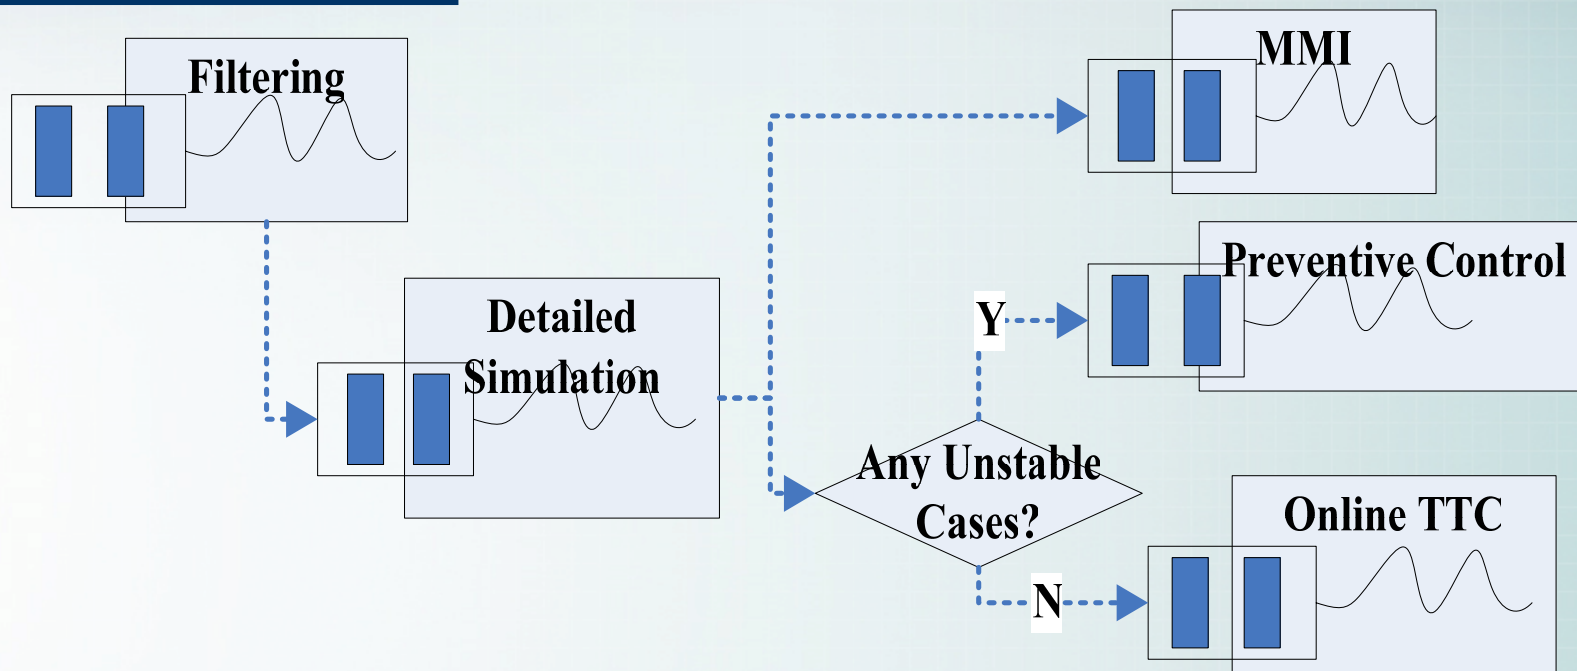 Filtering
MMI
Preventive Control
Detailed
Simulation
Y
Any Unstable
Cases?
Online TTC
N